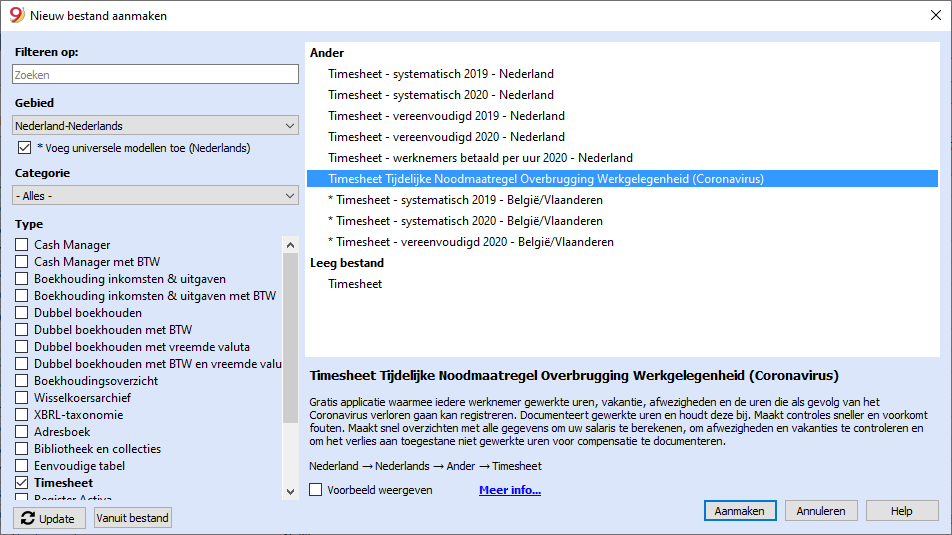 Nieuw bestand aanmaken
Filteren op:
Zoeken
Gebied
Nederland-Nederlands
* Voeg universele modellen toe (Nederlands)
Categorie
- Alles -
Type
Cash Manager
Cash Manager met BTW
Boekhouding inkomsten & uitgaven
Boekhouding inkomsten & uitgaven met BTW
Dubbel boekhouden
Dubbel boekhouden met BTW
Dubbel boekhouden met vreemde valuta
Dubbel boekhouden met BTW en vreemde valu
Boekhoudingsoverzicht
Wisselkoersarchief
XBRL-taxonomie
Adresboek
Bibliotheek en collecties
Eenvoudige tabel
Timesheet
Register Activa
Update
Vanuit bestand
Ander
Timesheet - systematisch 2019 - Nederland
Timesheet - systematisch 2020 - Nederland
Timesheet - vereenvoudigd 2019 - Nederland
Timesheet - vereenvoudigd 2020 - Nederland
Timesheet - werknemers betaald per uur 2020 - Nederland
Timesheet Tijdelijke Noodmaatregel Overbrugging Werkgelegenheid (Coronavirus)
* Timesheet - systematisch 2019 - België/Vlaanderen
* Timesheet - systematisch 2020 - België/Vlaanderen
* Timesheet - vereenvoudigd 2020 - België/Vlaanderen
Leeg bestand
Timesheet
Timesheet Tijdelijke Noodmaatregel Overbrugging Werkgelegenheid (Coronavirus)
Gratis applicatie waarmee iedere werknemer gewerkte uren, vakantie, afwezigheden en de uren die als gevolg van het
Coronavirus verloren gaan kan registreren. Documenteert gewerkte uren en houdt deze bij. Maakt controles sneller en voorkomt
fouten. Maakt snel overzichten met alle gegevens om uw salaris te berekenen, om afwezigheden en vakanties te controleren en
om het verlies aan toegestane niet gewerkte uren voor compensatie te documenteren.
Nederland → Nederlands → Ander → Timesheet
Voorbeeld weergeven
Meer info...
Aanmaken
Annuleren
Help